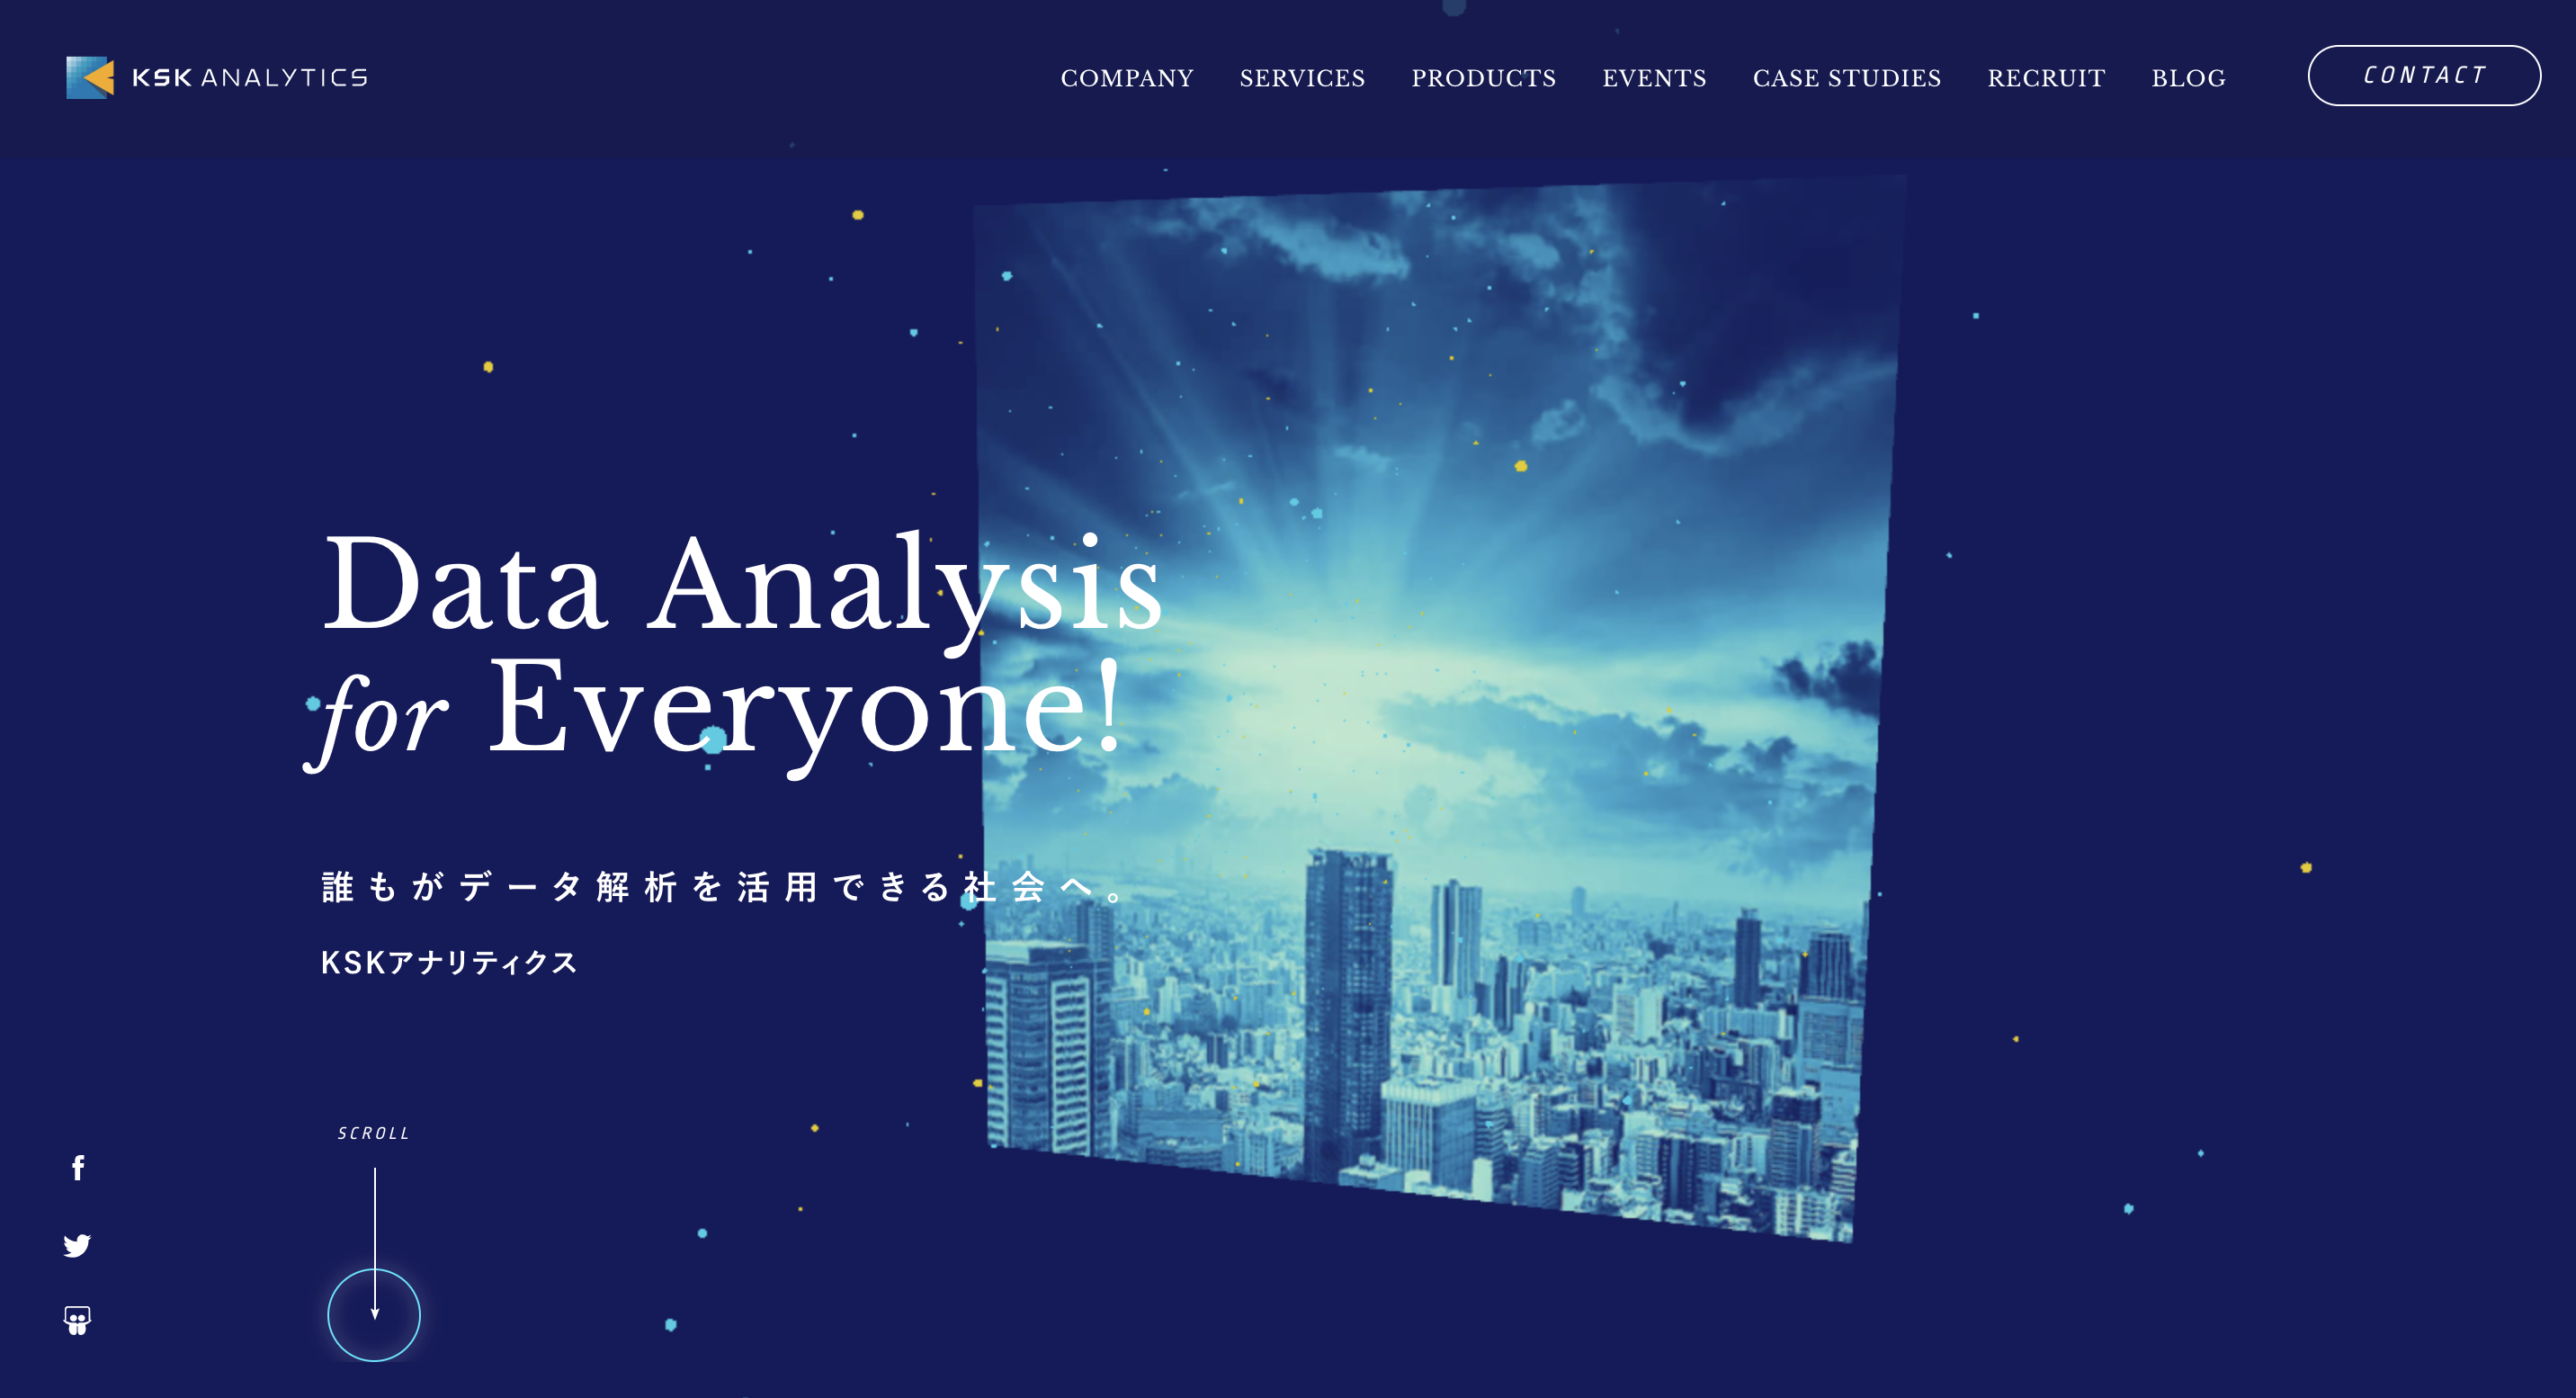 KSK ANALYTICS
COMPANY SERVICES PRODUCTS EVENTS CASE STUDIES RECRUIT BLOG CONTACT
Data Analysis
for Everyone!
誰もがデータ解析を活用できる社会へ。
KSKアナリティクス
SCROLL